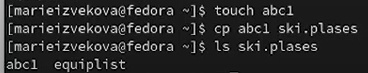 [marieizvekova@fedora ~]$ touch abc1
[marieizvekova@fedora ~]$ cp abc1 ski.plases
[marieizvekova@fedora ~]$ ls ski.plases
abc1  equiplist